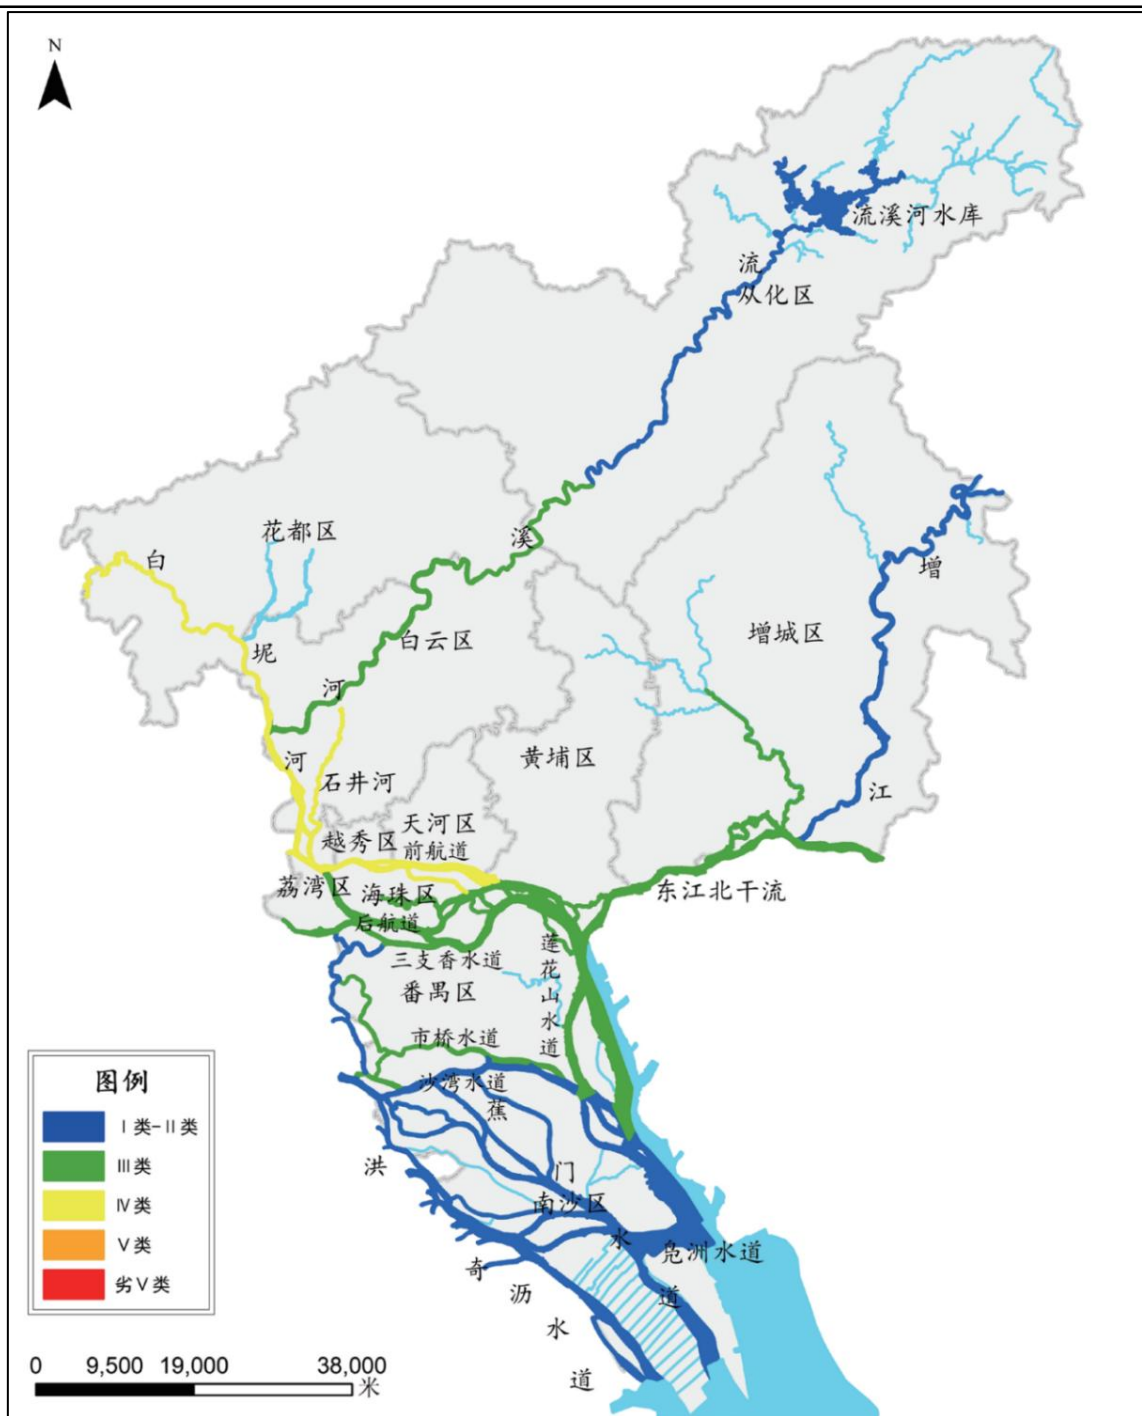 N
流溪河水库
流
从化区
花都区
溪
白
增
坭
白云区
增城区
河
河
石井河
黄埔区
江
天河区
越秀区
前航道
荔湾区
海珠区
东江北干流
后航道
莲花山水道
三支香水道
番禺区
市桥水道
沙湾水道
蕉
洪
门
南沙区
水
凫洲水道
奇
沥
道
水
道
图例
Ⅰ类-Ⅱ类
Ⅲ类
Ⅳ类
Ⅴ类
劣Ⅴ类
0 9,500 19,000 38,000
米